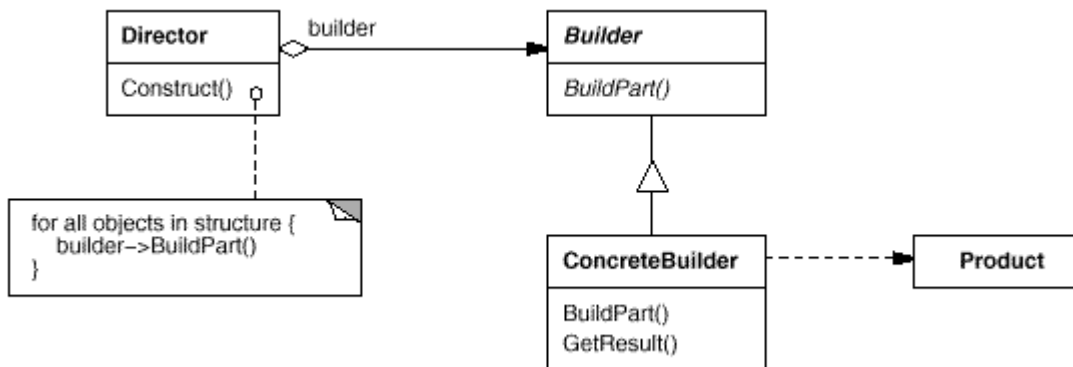 Director
Construct()
builder
Builder
BuildPart()
for all objects in structure {
builder->BuildPart()
}
ConcreteBuilder
BuildPart()
GetResult()
Product